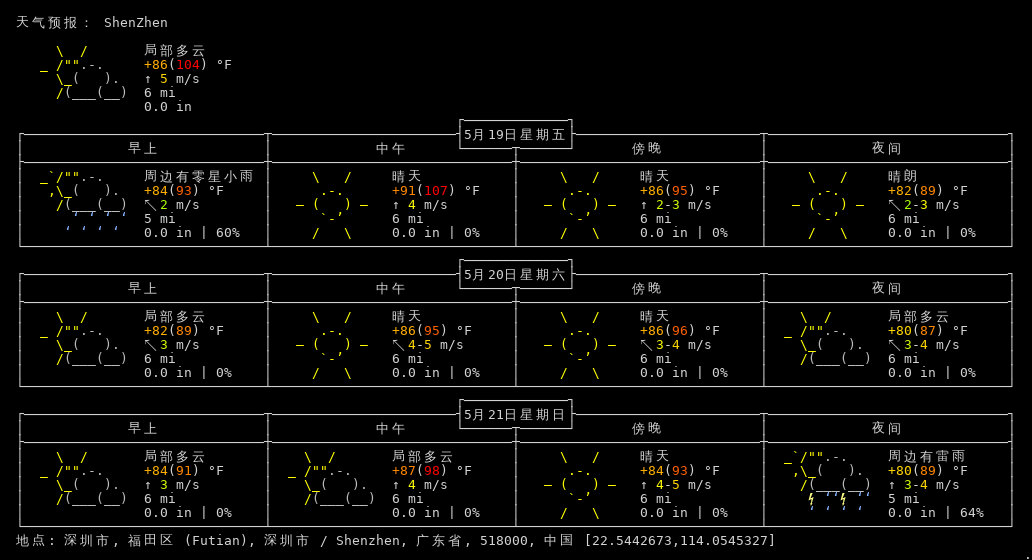 天气预报： ShenZhen
局部多云
+86(104) °F
↑ 5 m/s
6 mi
0.0 in
5月19日星期五
早上 中午 傍晚 夜间
周边有零星小雨 晴天 晴天 晴朗
+84(93) °F +91(107) °F +86(95) °F +82(89) °F
↖ 2 m/s ↑ 4 m/s ↑ 2-3 m/s ↖ 2-3 m/s
5 mi 6 mi 6 mi 6 mi
0.0 in | 60% 0.0 in | 0% 0.0 in | 0% 0.0 in | 0%
5月20日星期六
早上 中午 傍晚 夜间
局部多云 晴天 晴天 局部多云
+82(89) °F +86(95) °F +86(96) °F +80(87) °F
↖ 3 m/s ↖ 4-5 m/s ↖ 3-4 m/s ↖ 3-4 m/s
6 mi 6 mi 6 mi 6 mi
0.0 in | 0% 0.0 in | 0% 0.0 in | 0% 0.0 in | 0%
5月21日星期日
早上 中午 傍晚 夜间
局部多云 局部多云 晴天 周边有雷雨
+84(91) °F +87(98) °F +84(93) °F +80(89) °F
↑ 3 m/s ↑ 4 m/s ↑ 4-5 m/s ↑ 3-4 m/s
6 mi 6 mi 6 mi 5 mi
0.0 in | 0% 0.0 in | 0% 0.0 in | 0% 0.0 in | 64%
地点: 深圳市, 福田区 (Futian), 深圳市 / Shenzhen, 广东省, 518000, 中国 [22.5442673,114.0545327]